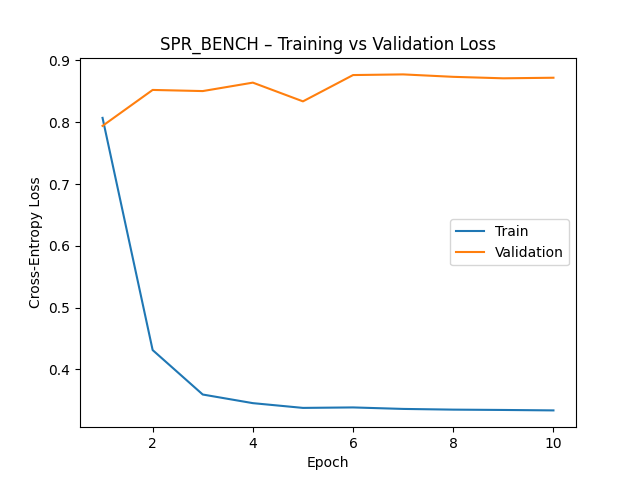 SPR_BENCH – Training vs Validation Loss
0.9
0.8
0.7
0.6
0.5
0.4
Cross-Entropy Loss
Train
Validation
2
4
6
8
10
Epoch